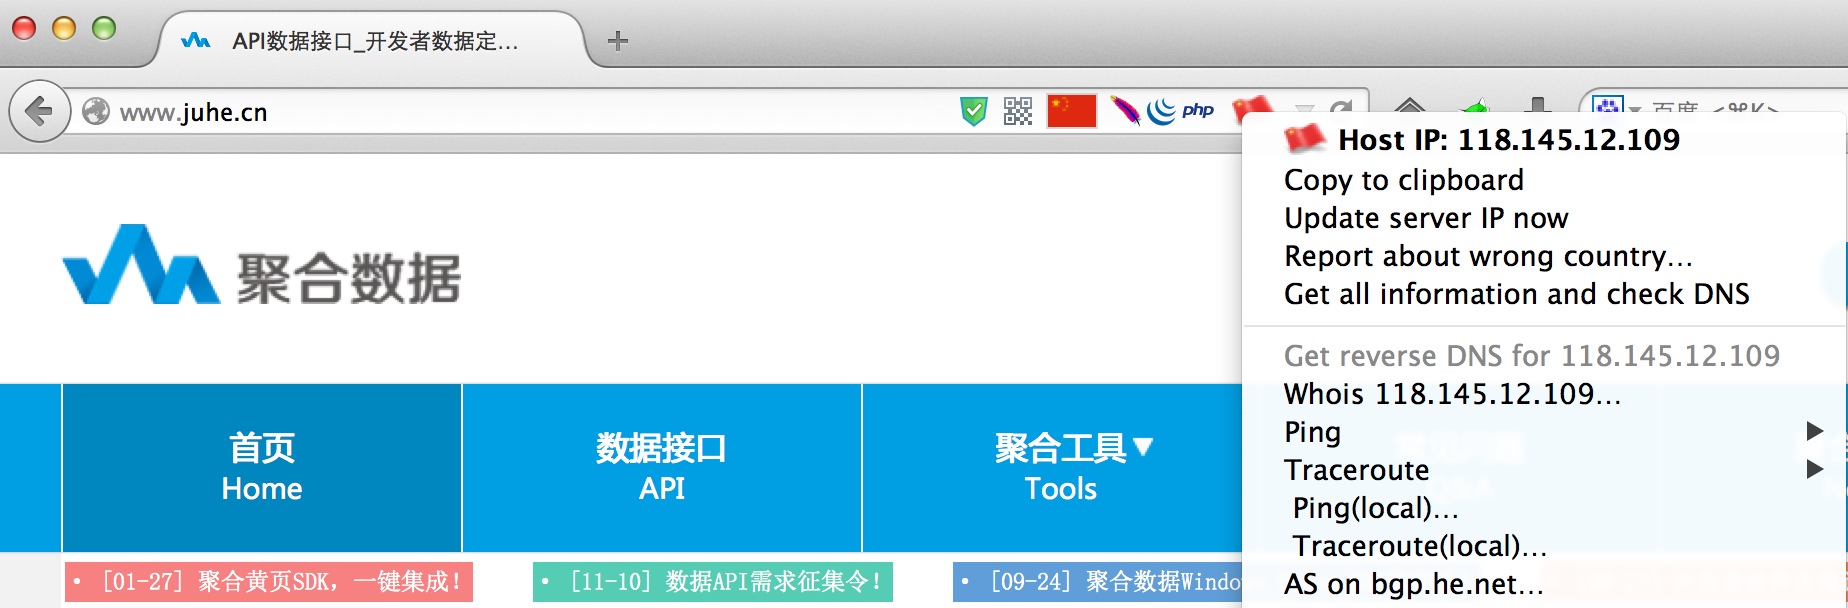 API数据接口_开发者数据定...
www.juhe.cn
php
百度 <⌘K>
Host IP: 118.145.12.109
Copy to clipboard
Update server IP now
Report about wrong country...
Get all information and check DNS
Get reverse DNS for 118.145.12.109
Whois 118.145.12.109...
Ping
Traceroute
Ping(local)...
Traceroute(local)...
AS on bgp.he.net...
聚合数据
首页
Home
数据接口
API
聚合工具▼
Tools
• [01-27] 聚合黄页SDK，一键集成！
• [11-10] 数据API需求征集令！
• [09-24] 聚合数据Window